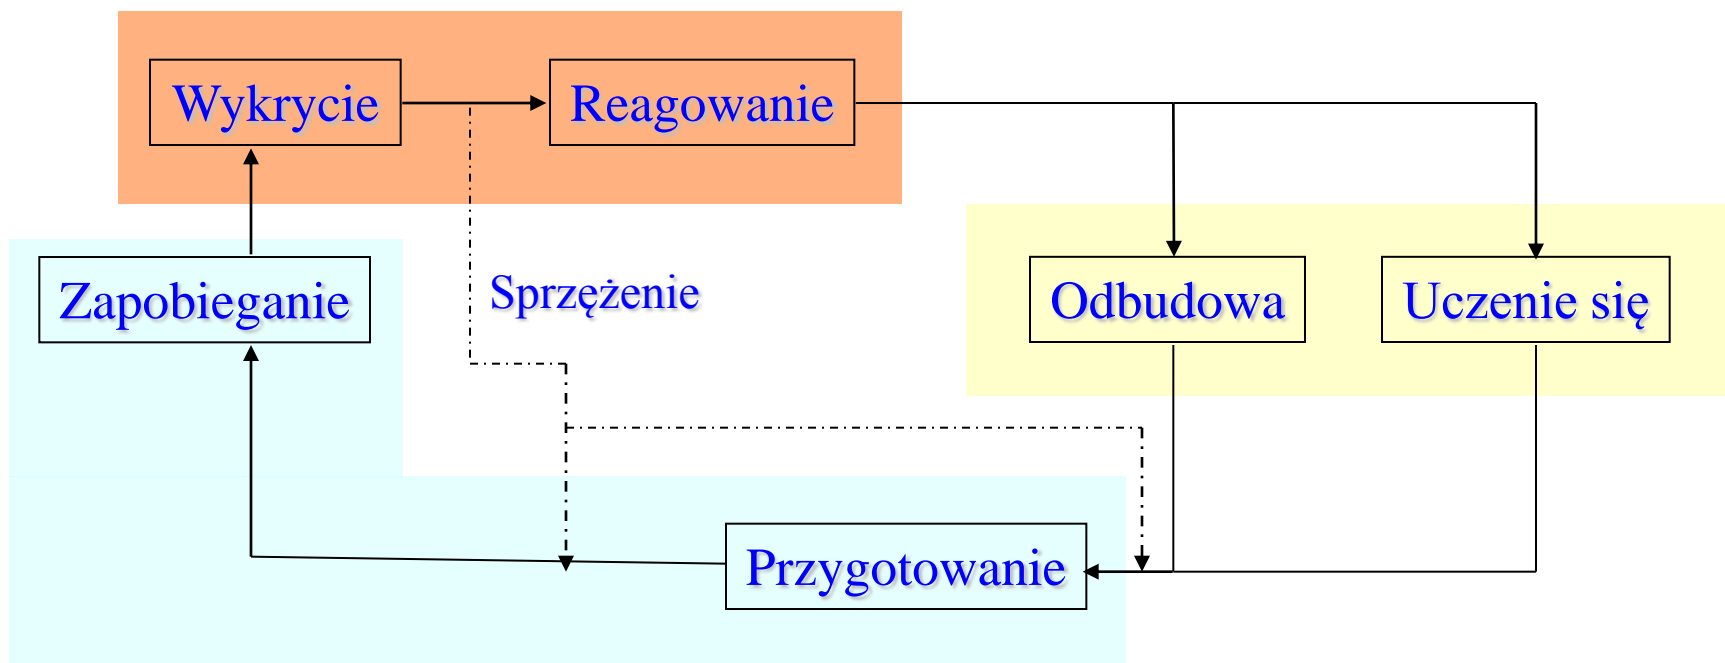 Wykrycie
Reagowanie
Zapobieganie
Sprzężenie
Odbudowa
Uczenie się
Przygotowanie